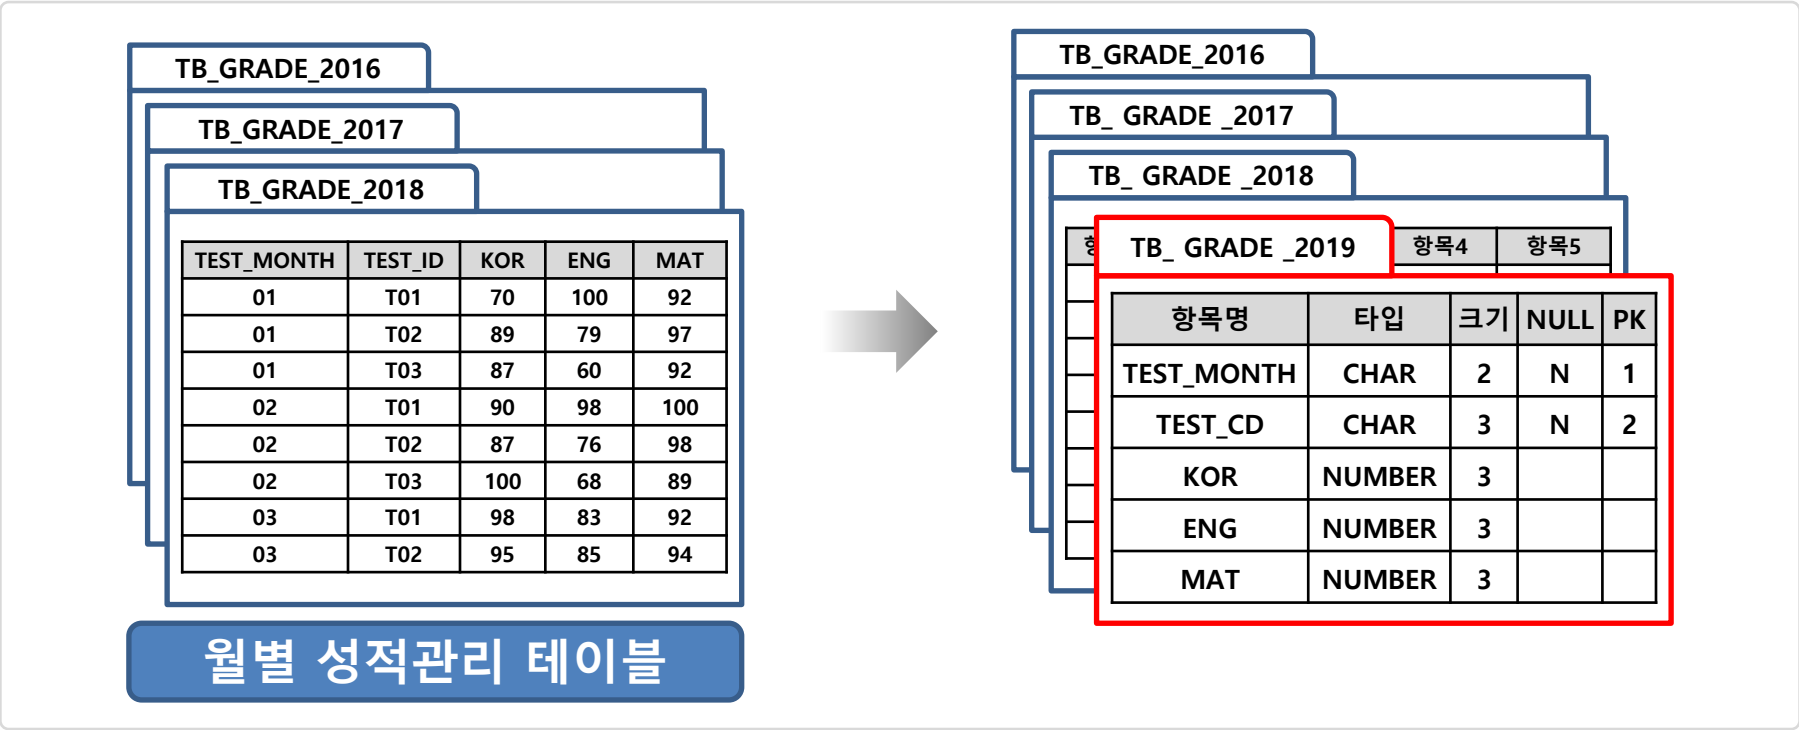 TB_GRADE_2016
TB_GRADE_2017
TB_GRADE_2018
TEST_MONTH TEST_ID KOR ENG MAT
01 T01 70 100 92
01 T02 89 79 97
01 T03 87 60 92
02 T01 90 98 100
02 T02 87 76 98
02 T03 100 68 89
03 T01 98 83 92
03 T02 95 85 94
월별 성적관리 테이블
TB_GRADE_2016
TB_ GRADE _2017
TB_ GRADE _2018
항목4 항목5
TB_ GRADE _2019
항목명 타입 크기 NULL PK
TEST_MONTH CHAR 2 N 1
TEST_CD CHAR 3 N 2
KOR NUMBER 3
ENG NUMBER 3
MAT NUMBER 3